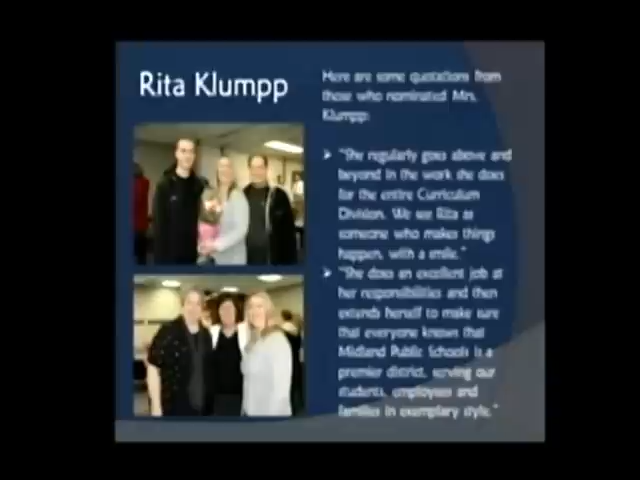 Rita Klumpp
Here are some quotations from
those who nominated Mrs.
Klumpp:
➢ "She regularly goes above and
beyond in the work she does
for the entire Curriculum
Division. We see Rita as
someone who makes things
happen, with a smile."
➢ "She does an excellent job at
her responsibilities and then
extends herself to make sure
that everyone knows that
Midland Public Schools is a
premier district, serving our
students, employees and
families in exemplary style."